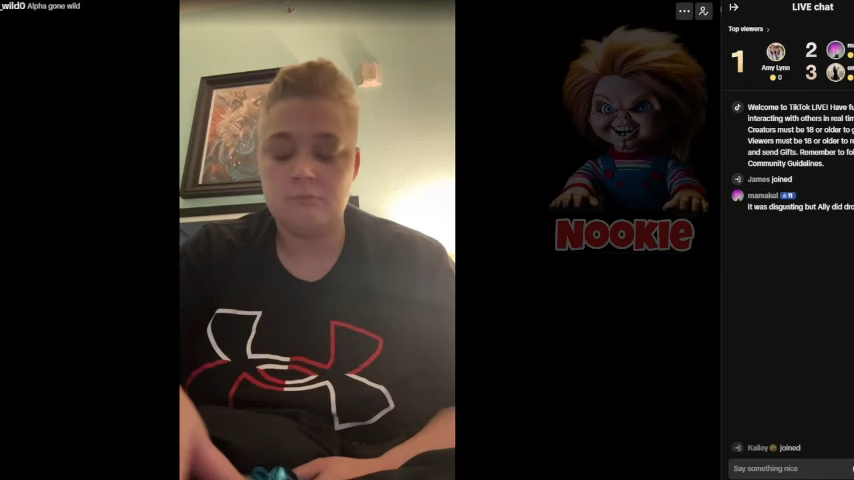 _wild0 Alpha gone wild
LIVE chat
Top viewers
1
Amy Lynn
0
2
3
NOOKIE
Welcome to TikTok LIVE! Have fu
interacting with others in real tim
Creators must be 18 or older to g
Viewers must be 18 or older to re
and send Gifts. Remember to fol
Community Guidelines.
James joined
mamakoi 11
it was disgusting but Ally did dro
Kailey joined
Say something nice